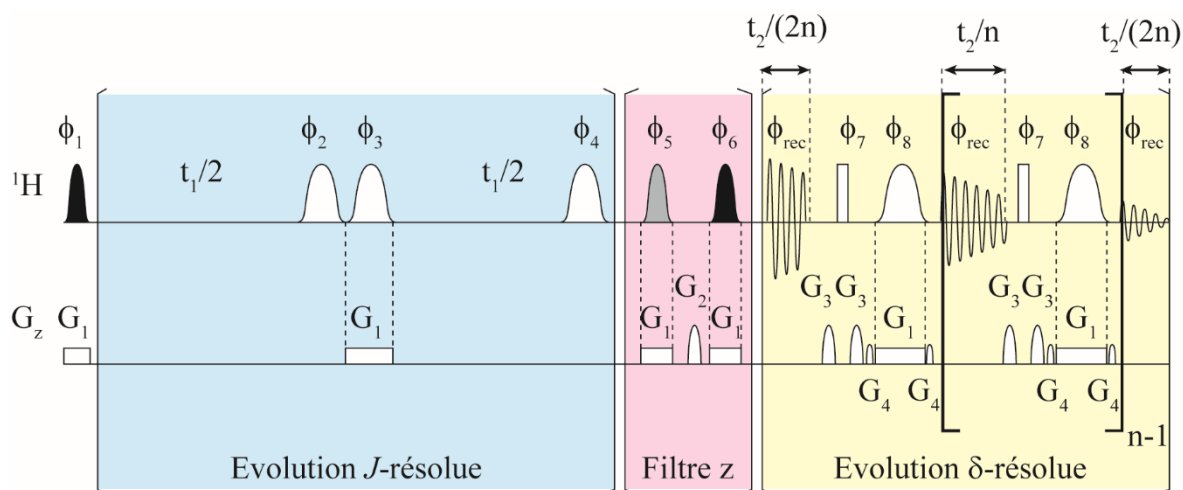 t₂/(2n) t₂/n t₂/(2n)
ϕ₁ ϕ₂ ϕ₃ ϕ₄ ϕ₅ ϕ₆ ϕrec ϕ₇ ϕ₈ ϕrec ϕ₇ ϕ₈ ϕrec
¹H t₁/2 t₁/2
G₂ G₃ G₃ G₁ G₃ G₃ G₁
Gz G₁ G₁ G₁ G₁
G₄ G₄ G₄ G₄
n-1
Evolution J-résolue Filtre z Evolution δ-résolue